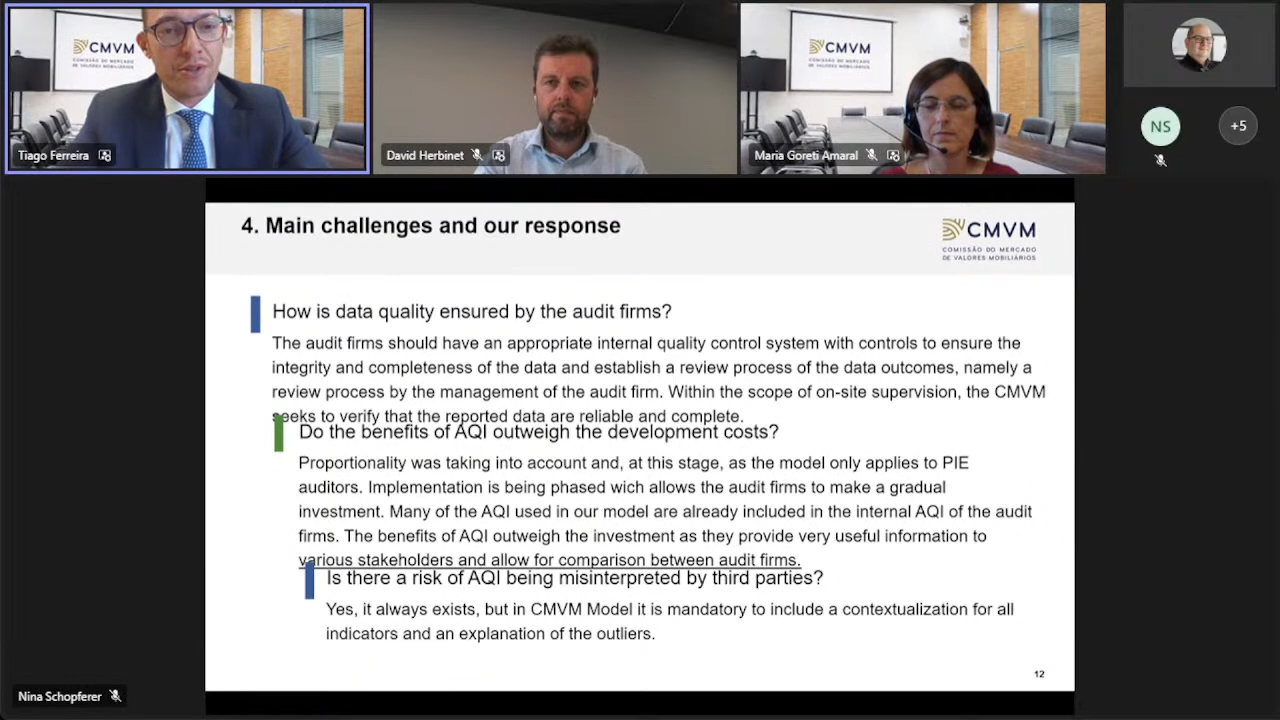 CMVM
COMISSÃO DO MERCADO
DE VALORES MOBILIÁRIOS
Tiago Ferreira
David Herbinet
CMVM
COMISSÃO DO MERCADO
DE VALORES MOBILIÁRIOS
Maria Goreti Amaral
NS
+5
4. Main challenges and our response
CMVM
COMISSÃO DO MERCADO
DE VALORES MOBILIÁRIOS
How is data quality ensured by the audit firms?
The audit firms should have an appropriate internal quality control system with controls to ensure the
integrity and completeness of the data and establish a review process of the data outcomes, namely a
review process by the management of the audit firm. Within the scope of on-site supervision, the CMVM
seeks to verify that the reported data are reliable and complete.
Do the benefits of AQI outweigh the development costs?
Proportionality was taking into account and, at this stage, as the model only applies to PIE
auditors. Implementation is being phased wich allows the audit firms to make a gradual
investment. Many of the AQI used in our model are already included in the internal AQI of the audit
firms. The benefits of AQI outweigh the investment as they provide very useful information to
various stakeholders and allow for comparison between audit firms.
Is there a risk of AQI being misinterpreted by third parties?
Yes, it always exists, but in CMVM Model it is mandatory to include a contextualization for all
indicators and an explanation of the outliers.
12
Nina Schopferer